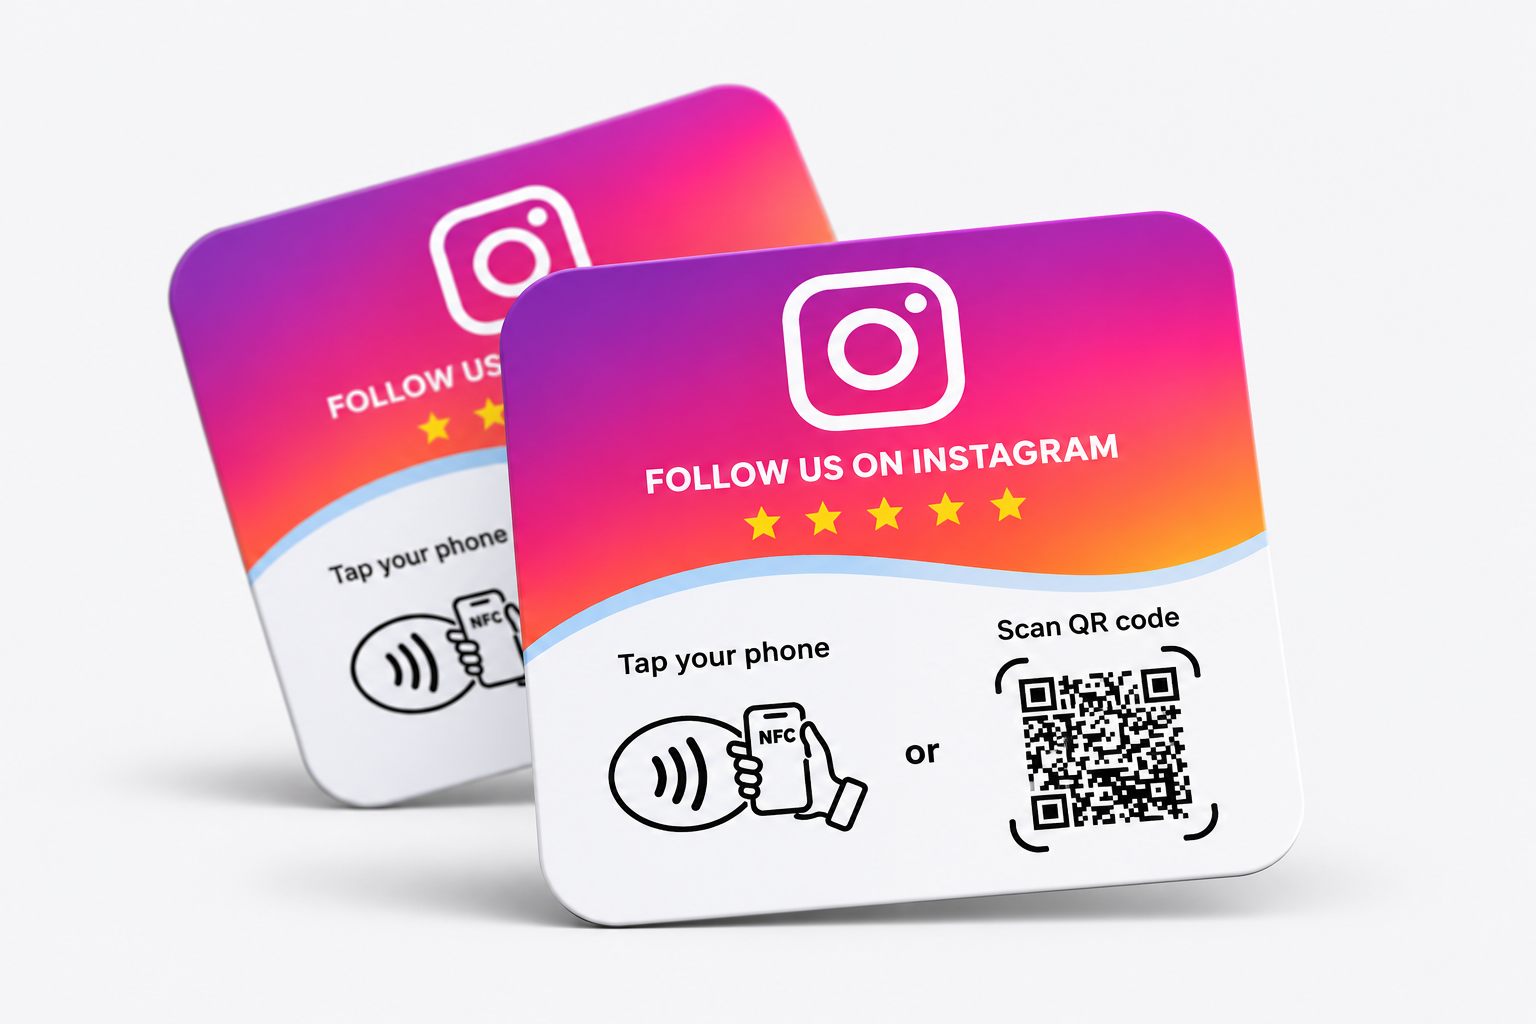 FOLLOW US
Tap your phone
NFC
FOLLOW US ON INSTAGRAM
Tap your phone
NFC
or
Scan QR code